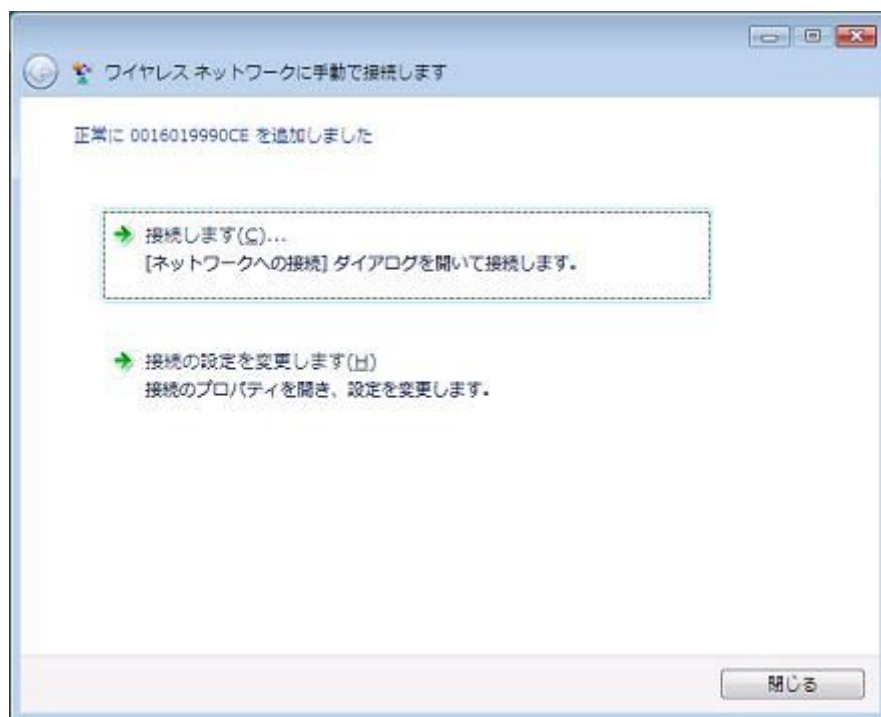 ワイヤレス ネットワークに手動で接続します
正常に 0016019990CE を追加しました
接続します(C)...
[ネットワークへの接続] ダイアログを開いて接続します。
接続の設定を変更します(H)
接続のプロパティを開き、設定を変更します。
閉じる